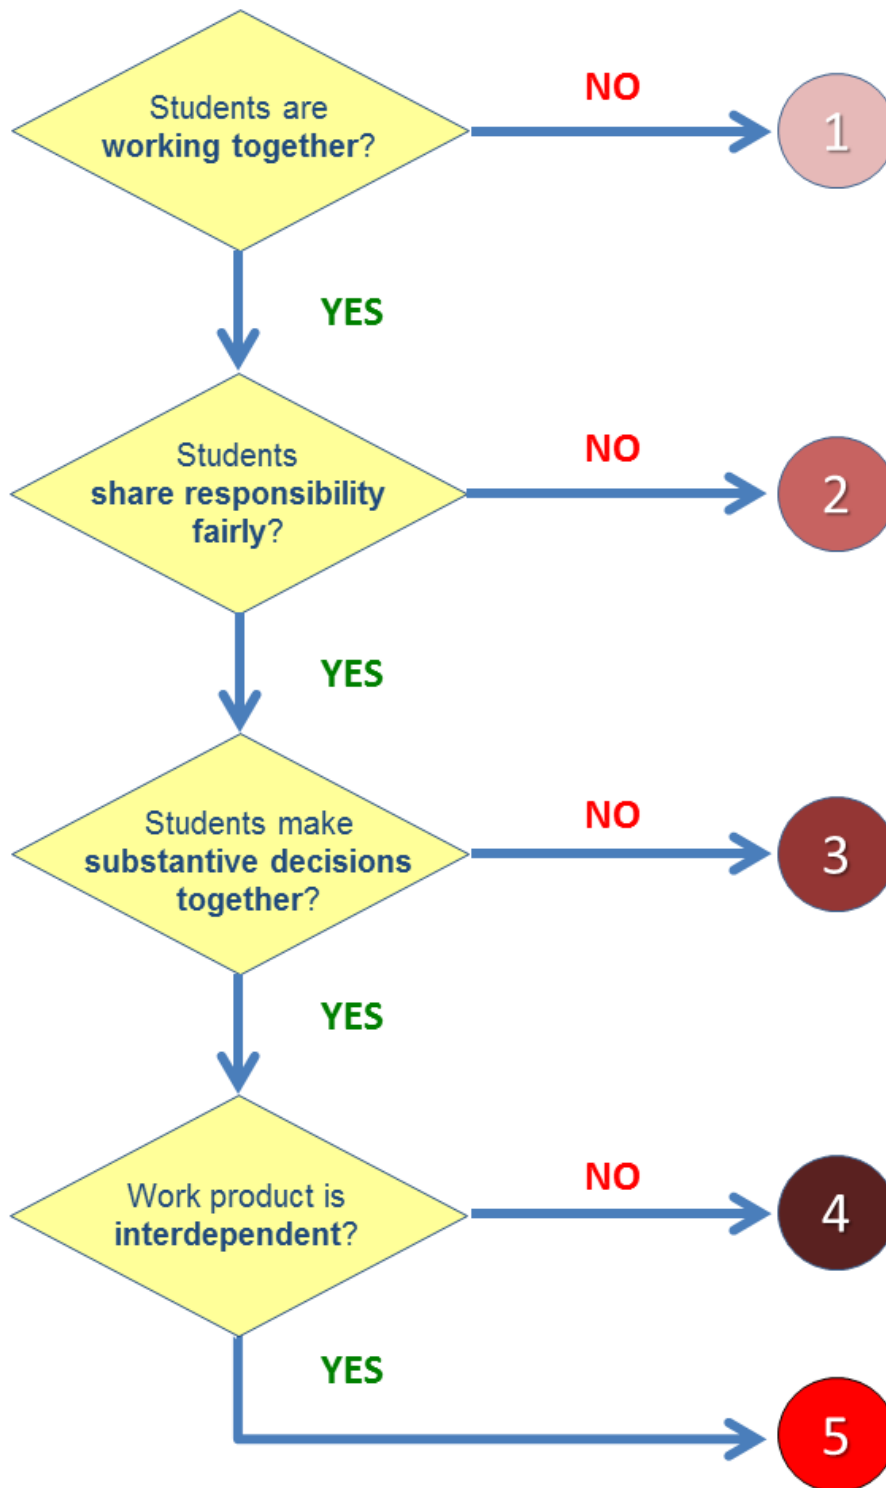 Students are
working together?
NO
1
YES
Students
share responsibility
fairly?
NO
2
YES
Students make
substantive decisions
together?
NO
3
YES
Work product is
interdependent?
NO
4
YES
5